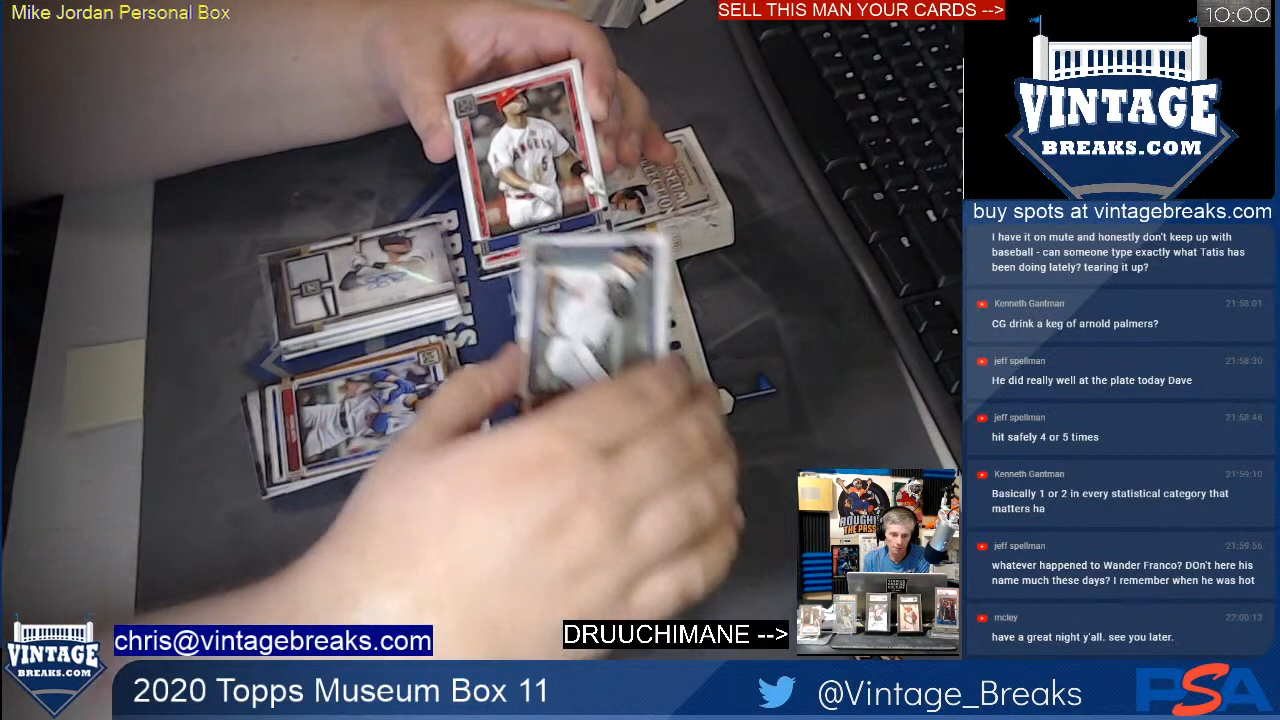 Mike Jordan Personal Box
SELL THIS MAN YOUR CARDS -->
10:00
VINTAGE
BREAKS.COM
buy spots at vintagebreaks.com
I have it on mute and honestly don't keep up with
baseball - can someone type exactly what Tatis has
been doing lately? tearing it up?
Kenneth Gantman 21:58:01
CG drink a keg of arnold palmers?
jeff spellman 21:58:30
He did really well at the plate today Dave
jeff spellman 21:58:46
hit safely 4 or 5 times
Kenneth Gantman 21:59:10
Basically 1 or 2 in every statistical category that
matters ha
jeff spellman 21:59:56
whatever happened to Wander Franco? DOn't here his
name much these days? I remember when he was hot
mcley 22:00:13
have a great night y'all. see you later.
ANGELS
5
ROUGHING
THE PASS
chris@vintagebreaks.com
DRUUCHIMANE -->
VINTAGE
BREAKS.COM
2020 Topps Museum Box 11
@Vintage_Breaks
PSA